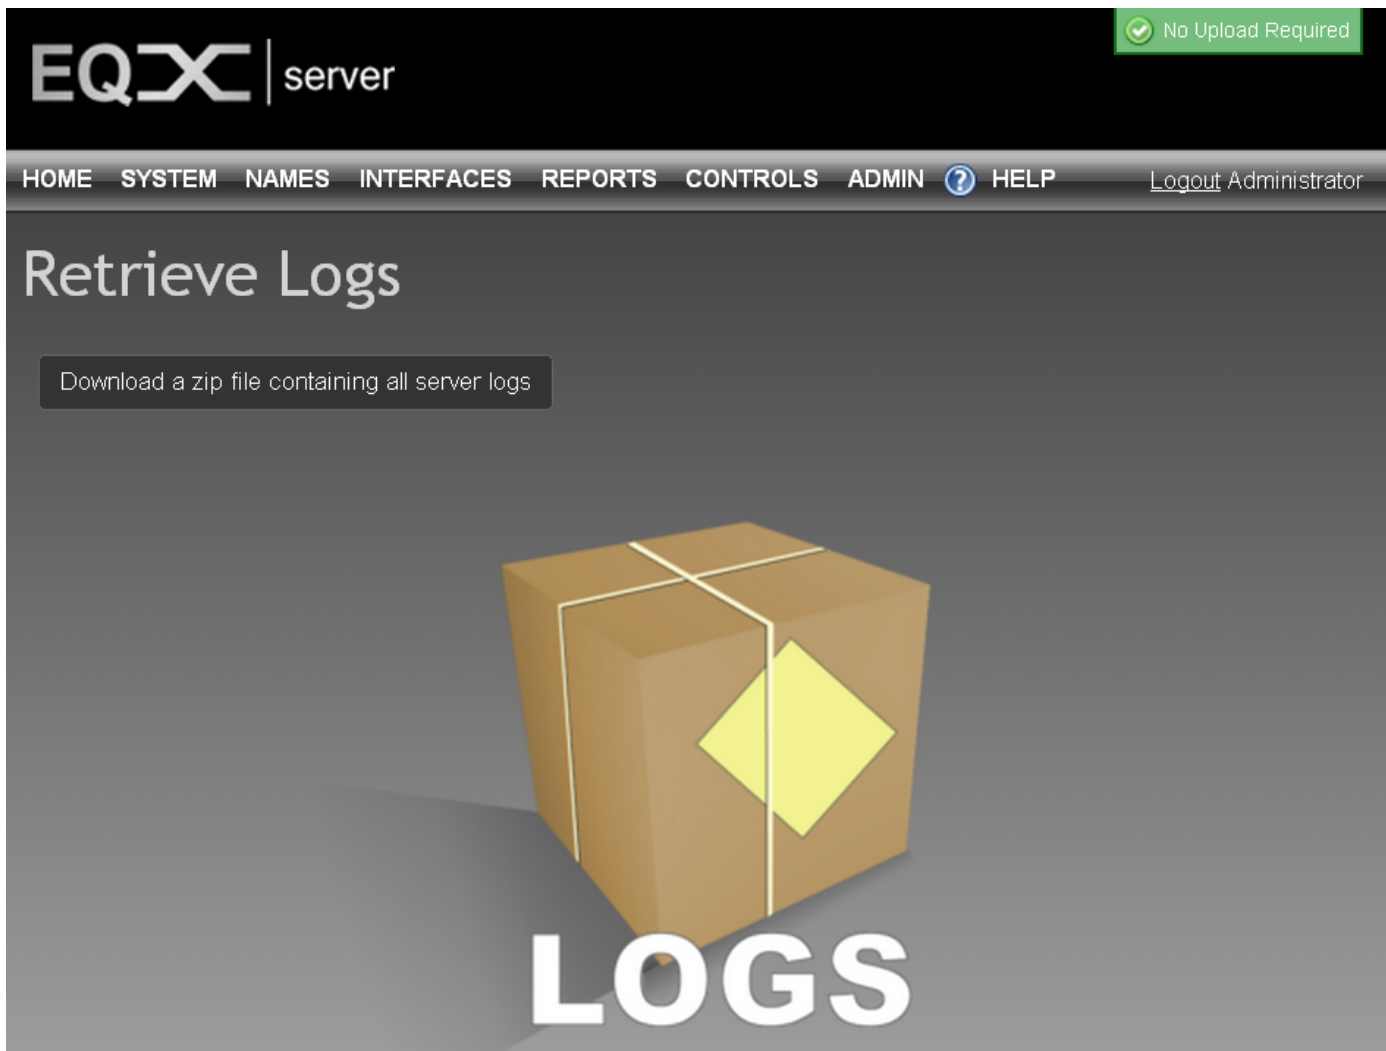 No Upload Required
EQX server
HOME SYSTEM NAMES INTERFACES REPORTS CONTROLS ADMIN HELP Logout Administrator
Retrieve Logs
Download a zip file containing all server logs
LOGS